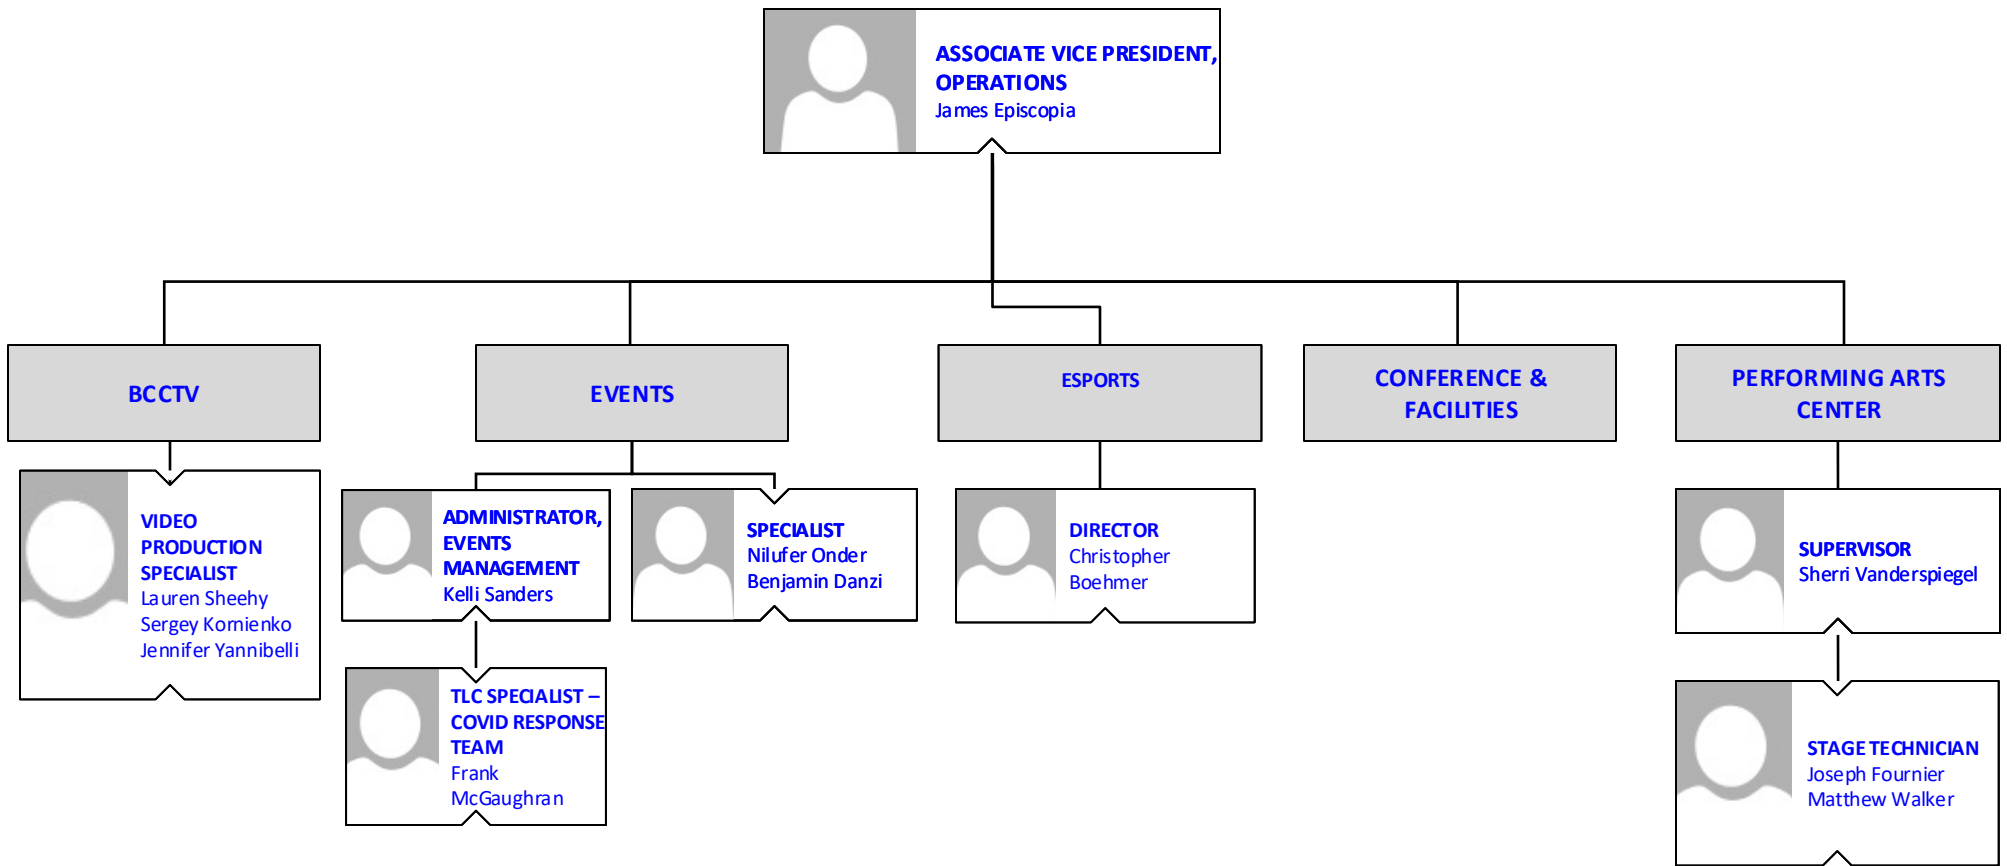 ASSOCIATE VICE PRESIDENT,
OPERATIONS
James Episcopia
BCCTV
EVENTS
ESPORTS
CONFERENCE &
FACILITIES
PERFORMING ARTS
CENTER
VIDEO
PRODUCTION
SPECIALIST
Lauren Sheehy
Sergey Kornienko
Jennifer Yannibelli
ADMINISTRATOR,
EVENTS
MANAGEMENT
Kelli Sanders
SPECIALIST
Nilufer Onder
Benjamin Danzi
DIRECTOR
Christopher
Boehmer
SUPERVISOR
Sherri Vanderspiegel
TLC SPECIALIST –
COVID RESPONSE
TEAM
Frank
McGaughran
STAGE TECHNICIAN
Joseph Fournier
Matthew Walker